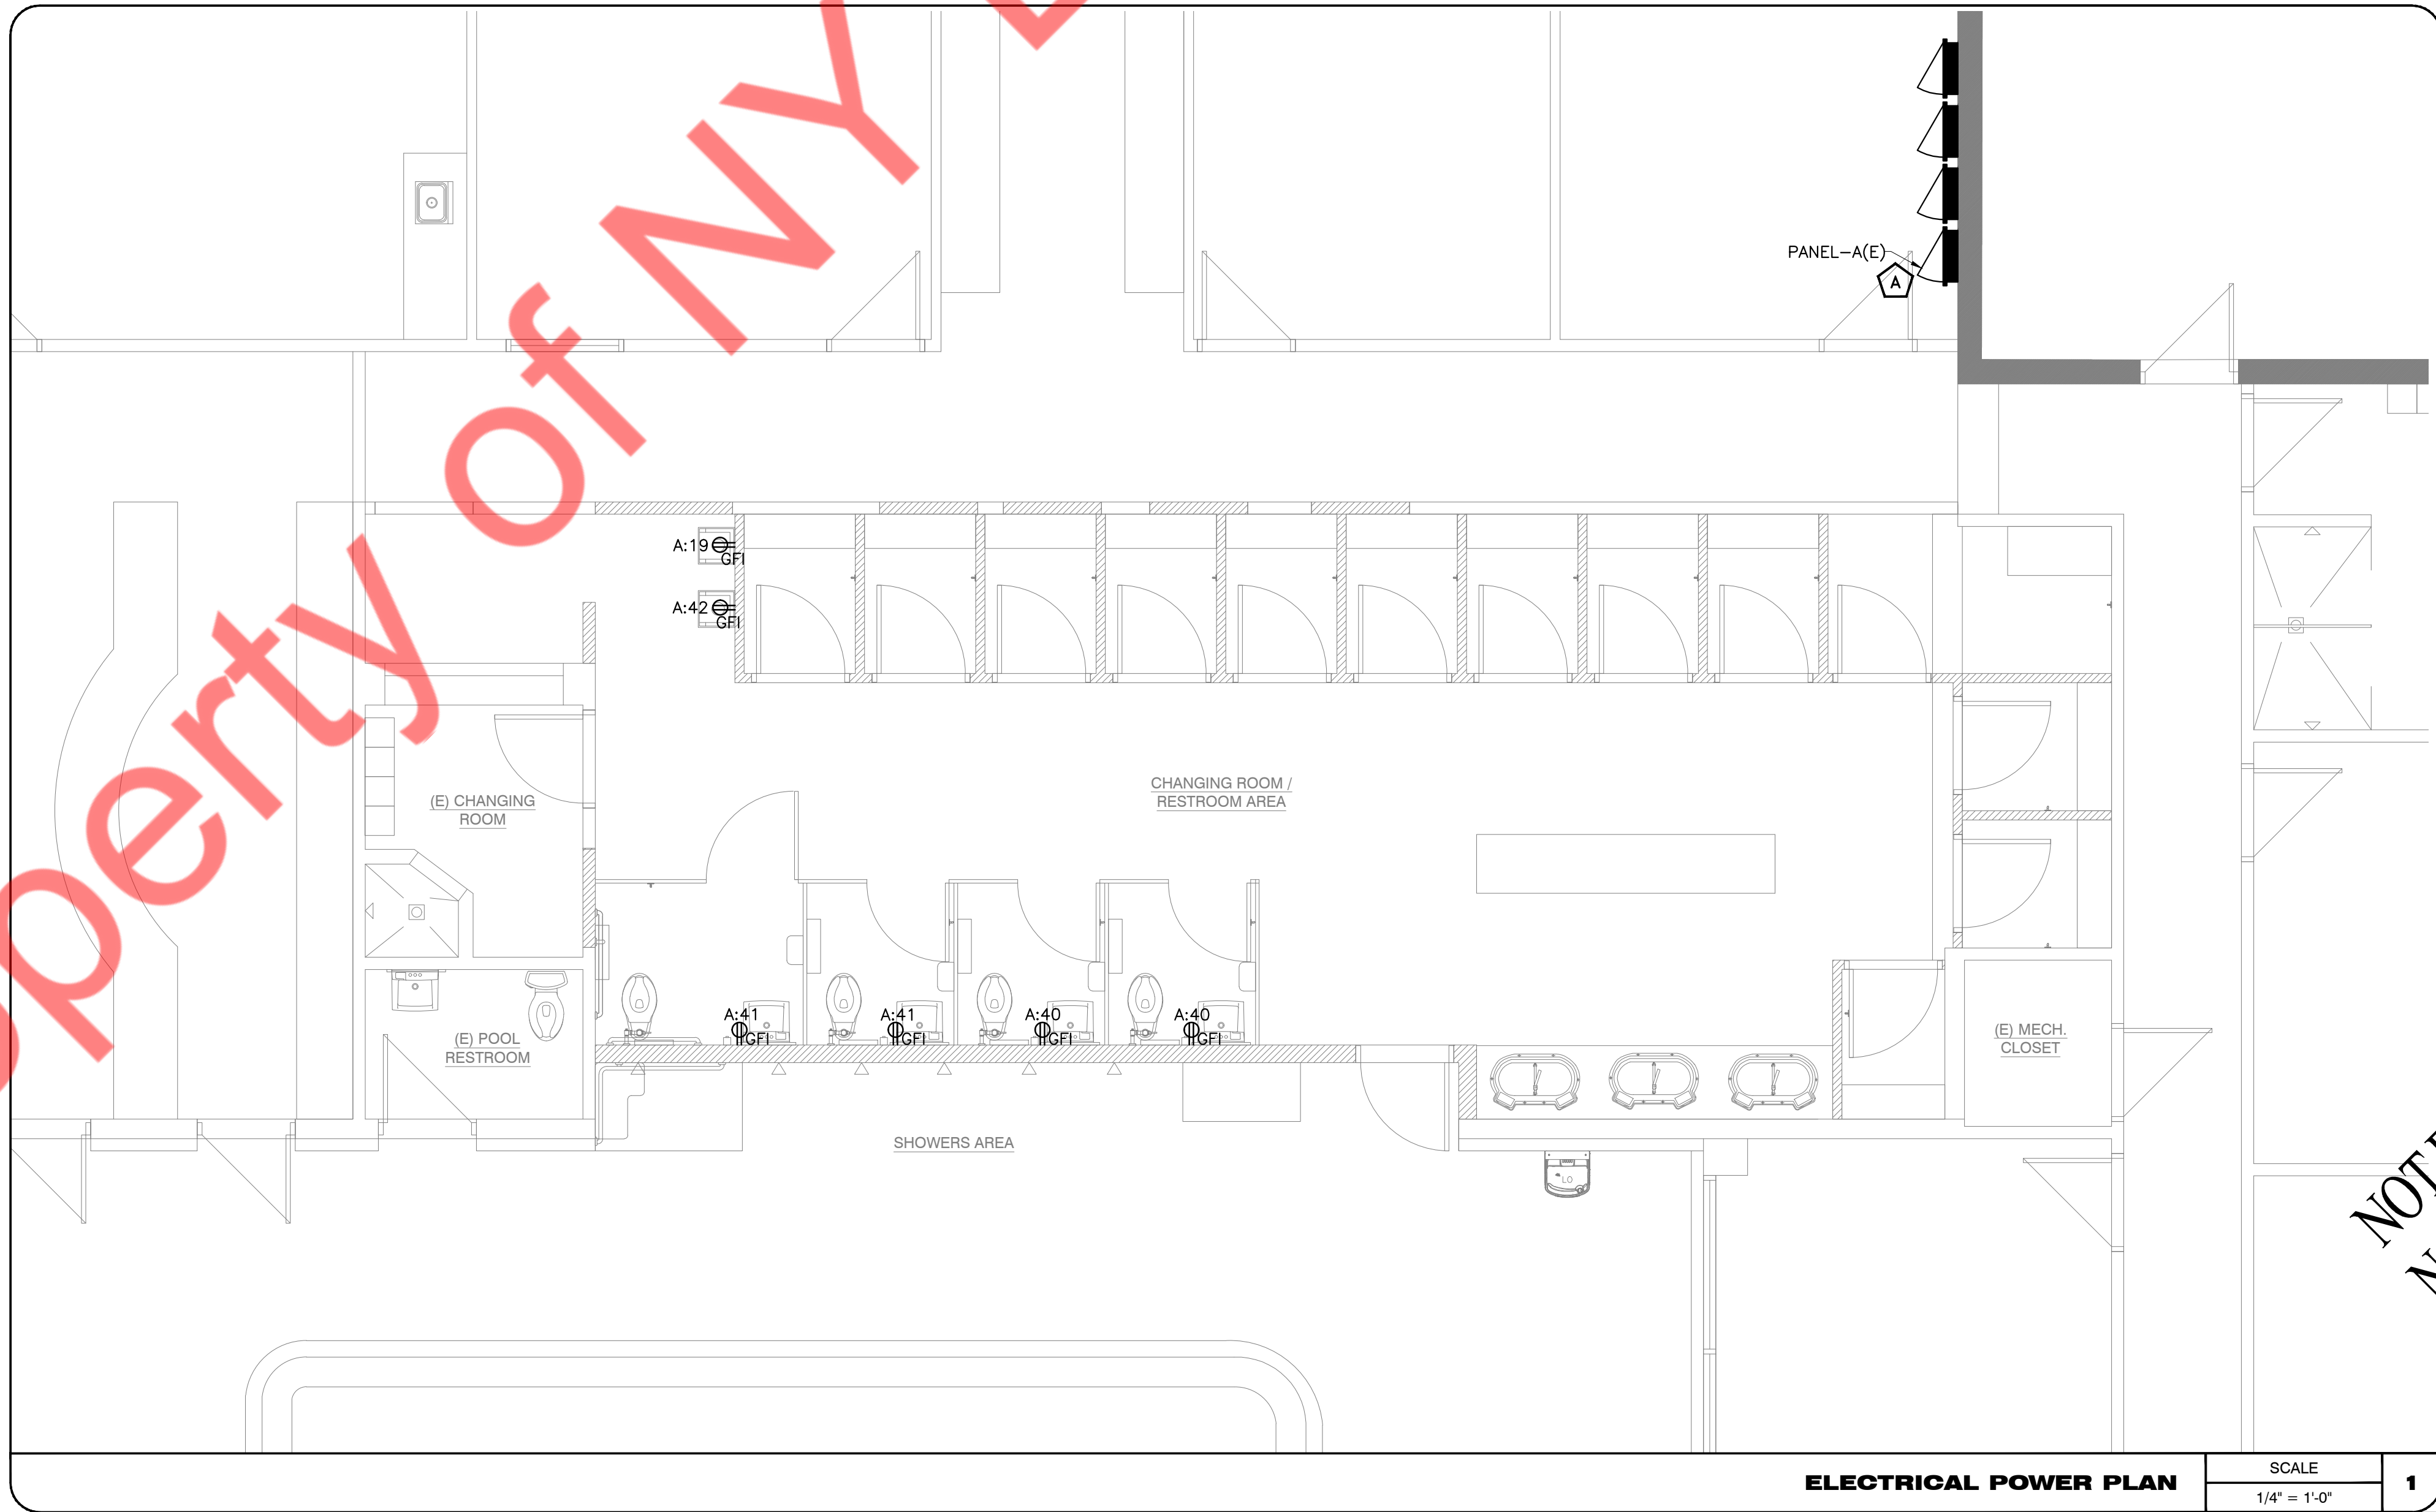 Property of NY
PANEL-A(E)
A
A:19
GFI
A:42
GFI
CHANGING ROOM /
RESTROOM AREA
(E) CHANGING
ROOM
A:41
GFI
A:41
GFI
A:40
GFI
A:40
GFI
(E) POOL
RESTROOM
(E) MECH.
CLOSET
SHOWERS AREA
LO
NOT
ELECTRICAL POWER PLAN
SCALE
1/4" = 1'-0"
1